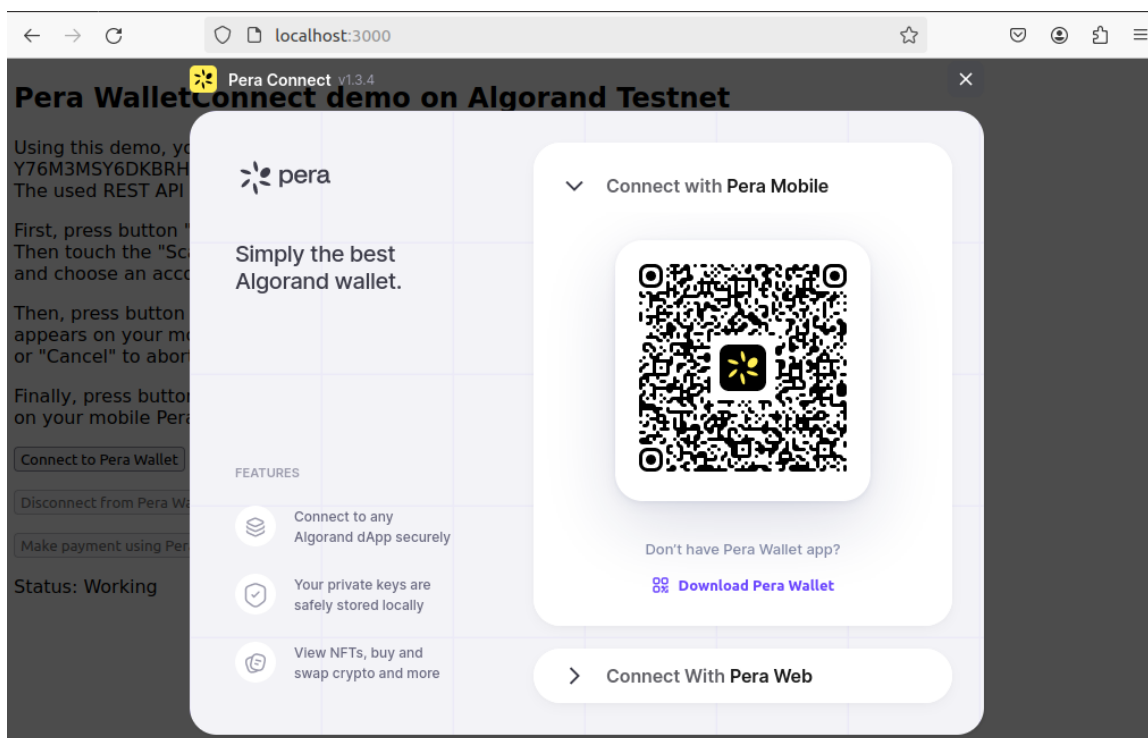 localhost:3000
Pera Connect v1.3.4
Pera WalletConnect demo on Algorand Testnet
Using this demo, yo
Y76M3MSY6DKBRH
The used REST API
First, press button "
Then touch the "Sc
and choose an acco
Then, press button
appears on your mo
or "Cancel" to abor
Finally, press button
on your mobile Pera
Connect to Pera Wallet
Disconnect from Pera Wa
Make payment using Per
Status: Working
pera
Simply the best
Algorand wallet.
FEATURES
Connect to any
Algorand dApp securely
Your private keys are
safely stored locally
View NFTs, buy and
swap crypto and more
Connect with Pera Mobile
Don't have Pera Wallet app?
Download Pera Wallet
Connect With Pera Web